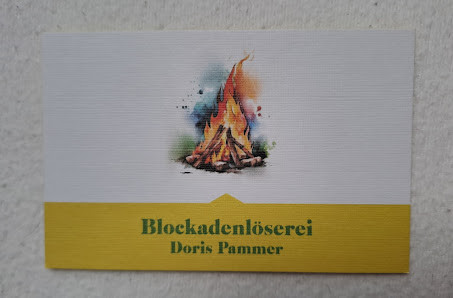 Blockadenlöserei
Doris Pammer